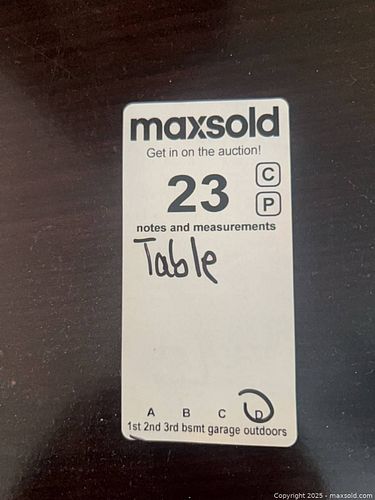 maxsold
Get in on the auction!
23
C
P
notes and measurements
Table
A B C D
1st 2nd 3rd bsmt garage outdoors
Copyright 2025 - maxsold.com